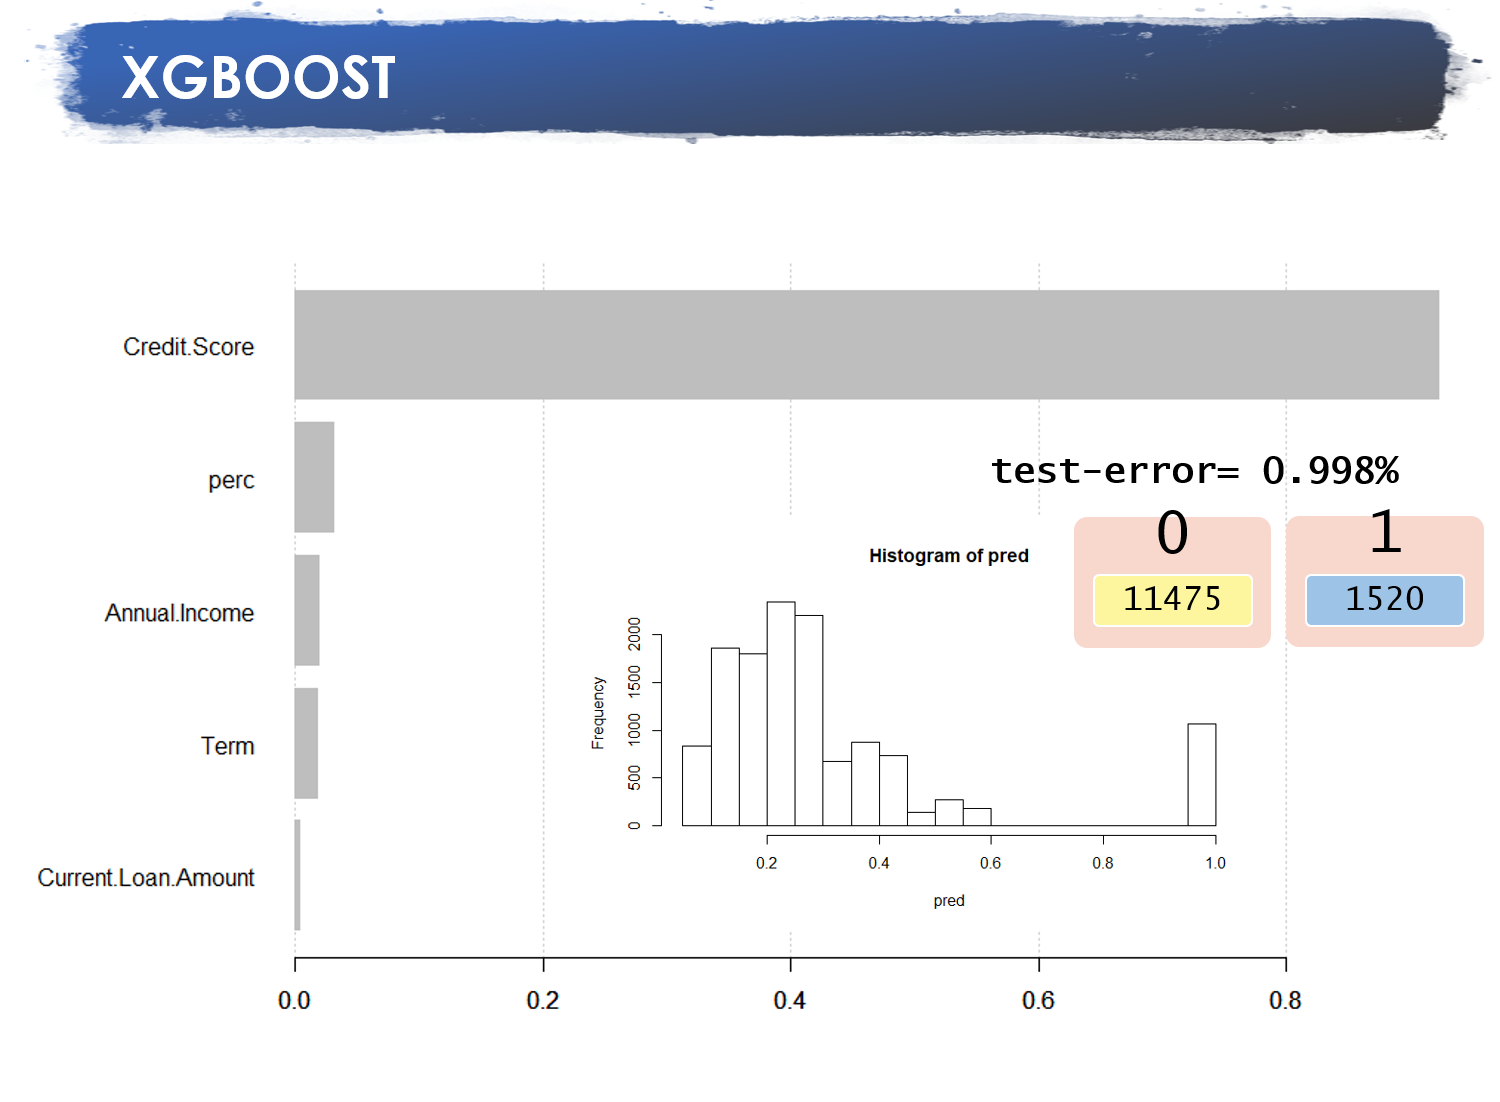 XGBOOST
Credit.Score
perc
Annual.Income
Term
Current.Loan.Amount
0.0 0.2 0.4 0.6 0.8
test-error= 0.998%
0 1
11475 1520
Histogram of pred
Frequency
2000
1500
1000
500
0
0.2 0.4 0.6 0.8 1.0
pred